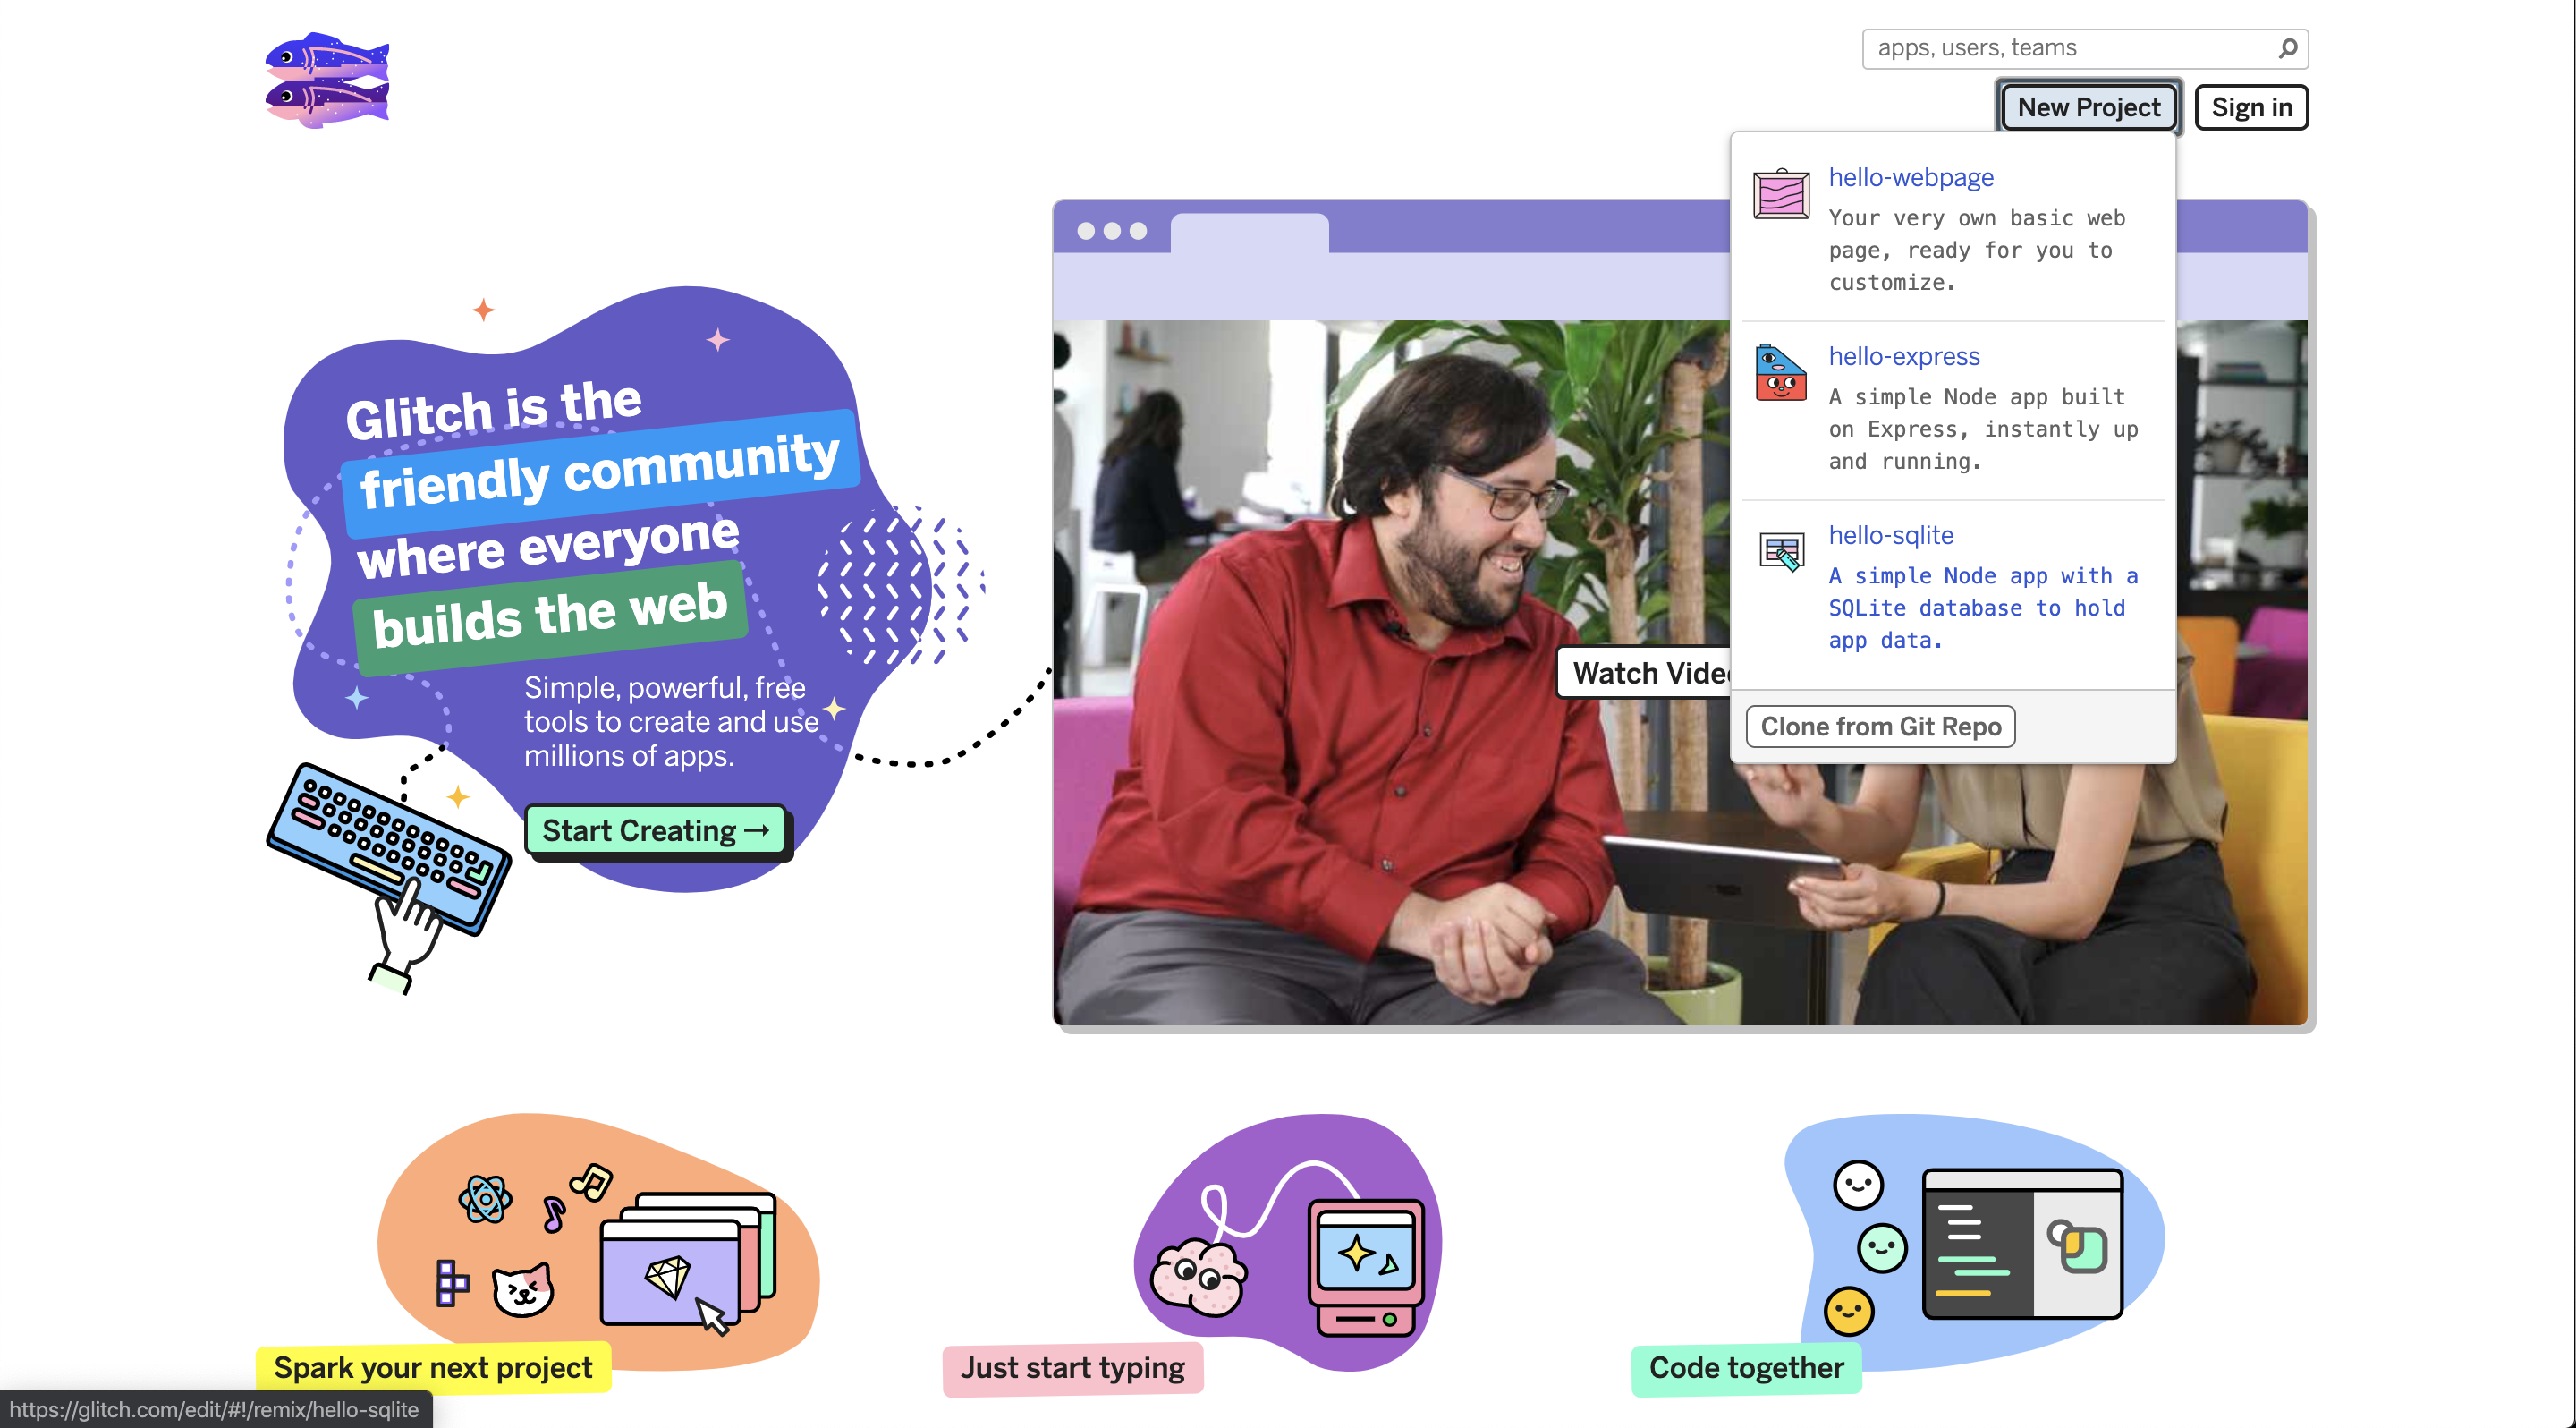 apps, users, teams
New Project
Sign in
hello-webpage
Your very own basic web
page, ready for you to
customize.
hello-express
A simple Node app built
on Express, instantly up
and running.
hello-sqlite
A simple Node app with a
SQLite database to hold
app data.
Clone from Git Repo
Glitch is the
friendly community
where everyone
builds the web
Simple, powerful, free
tools to create and use
millions of apps.
Start Creating →
Watch Video
Spark your next project
Just start typing
Code together
https://glitch.com/edit/#!/remix/hello-sqlite